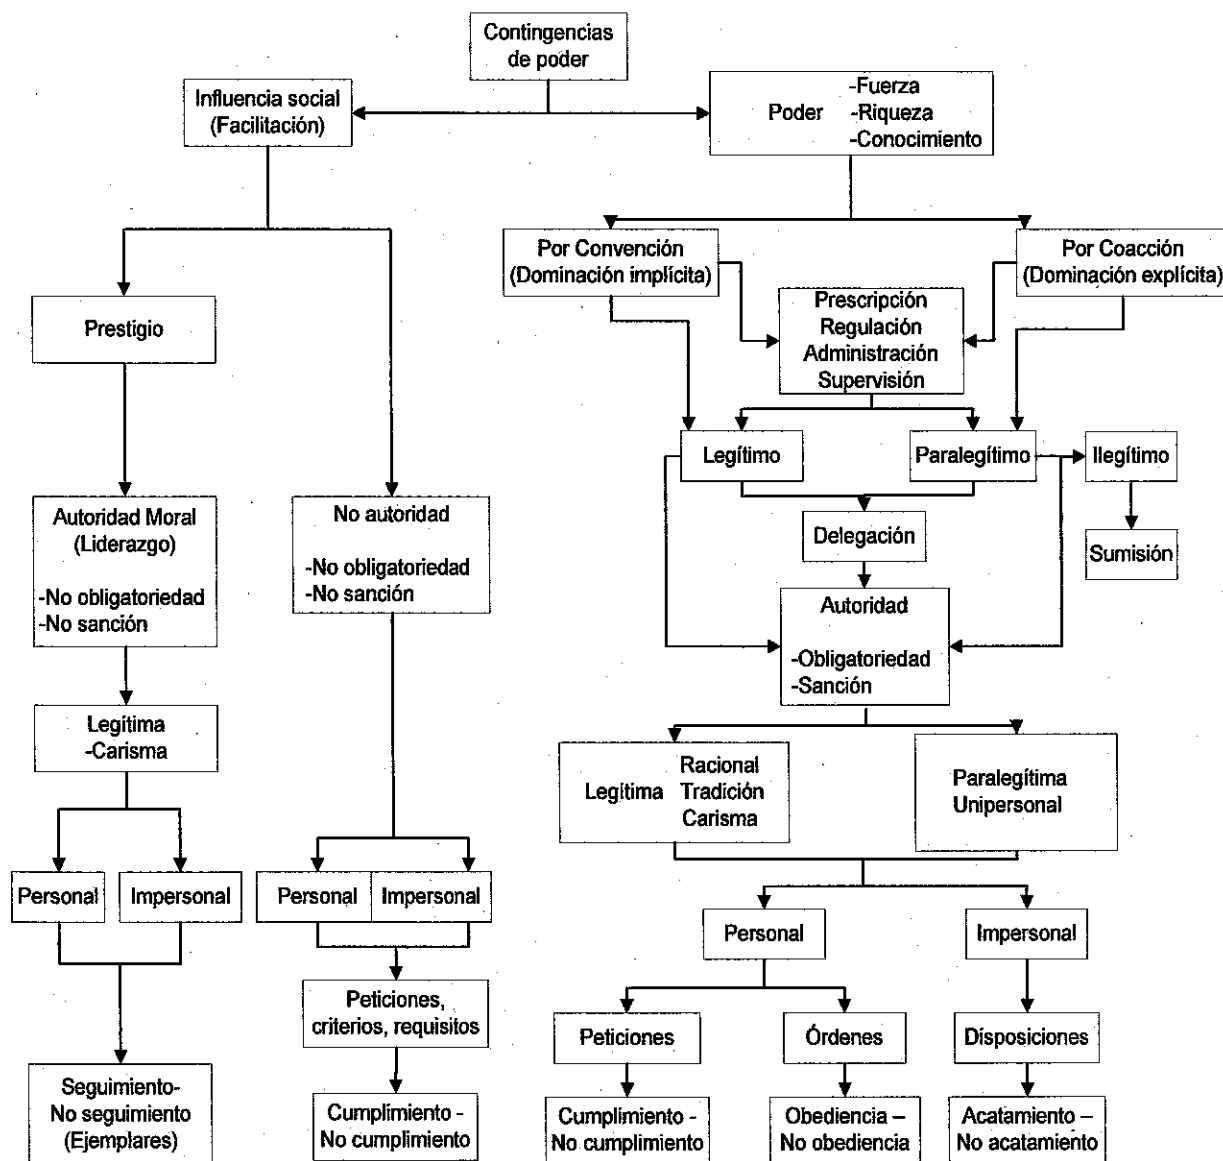 Contingencias
de poder
Influencia social
(Facilitación)
Poder
-Fuerza
-Riqueza
-Conocimiento
Por Convención
(Dominación implícita)
Por Coacción
(Dominación explícita)
Prescripción
Regulación
Administración
Supervisión
Prestigio
Legítimo
Paralegítimo
Ilegítimo
Autoridad Moral
(Liderazgo)
-No obligatoriedad
-No sanción
No autoridad
-No obligatoriedad
-No sanción
Delegación
Sumisión
Autoridad
-Obligatoriedad
-Sanción
Legítima
-Carisma
Legítima
Racional
Tradición
Carisma
Paralegítima
Unipersonal
Personal
Impersonal
Personal
Impersonal
Personal
Impersonal
Peticiones,
criterios, requisitos
Peticiones
Órdenes
Disposiciones
Seguimiento-
No seguimiento
(Ejemplares)
Cumplimiento -
No cumplimiento
Cumplimiento -
No cumplimiento
Obediencia –
No obediencia
Acatamiento –
No acatamiento